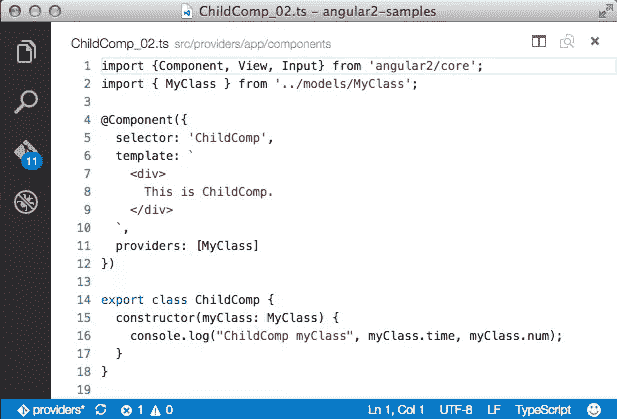 ChildComp_02.ts - angular2-samples
ChildComp_02.ts src/providers/app/components
1 import {Component, View, Input} from 'angular2/core';
2 import { MyClass } from '../models/MyClass';
3
4 @Component({
5   selector: 'ChildComp',
6   template: `
7     <div>
8       This is ChildComp.
9     </div>
10   `,
11   providers: [MyClass]
12 })
13
14 export class ChildComp {
15   constructor(myClass: MyClass) {
16     console.log("ChildComp myClass", myClass.time, myClass.num);
17   }
18 }
19
11
providers* 1 0 Ln 1, Col 1 UTF-8 LF TypeScript